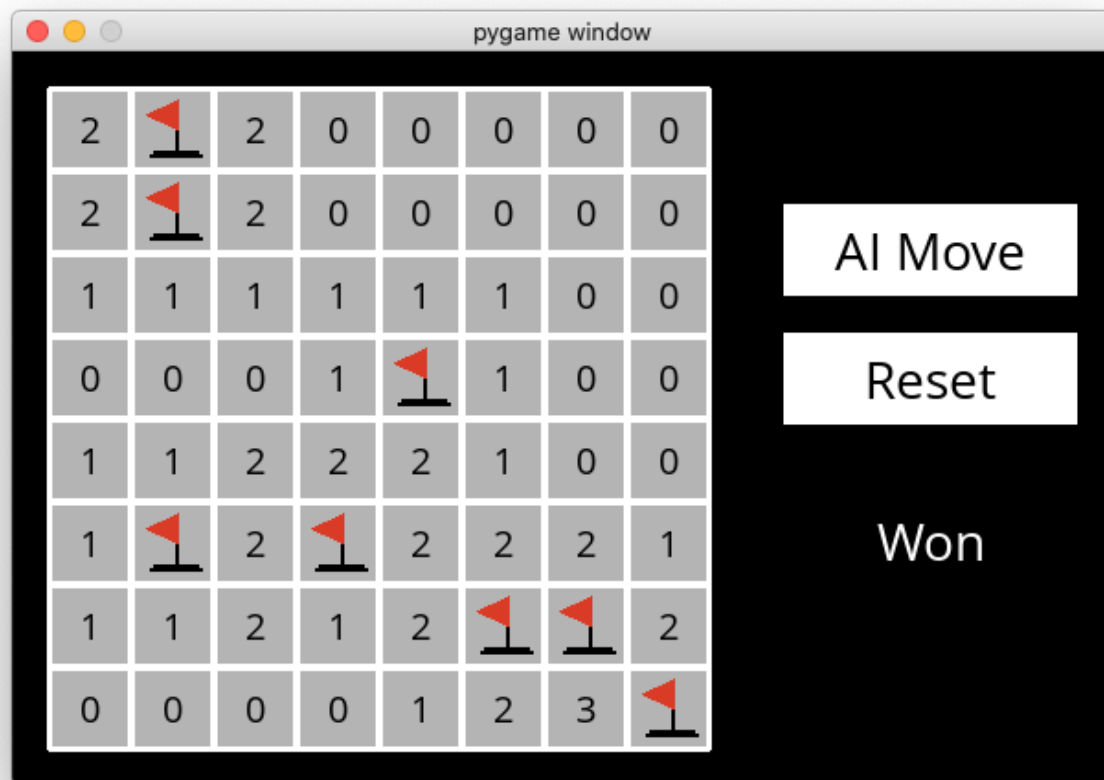 pygame window
2 2 0 0 0 0 0
2 2 0 0 0 0 0
1 1 1 1 1 1 0 0
0 0 0 1 1 0 0
1 1 2 2 2 1 0 0
1 2 2 2 2 1
1 1 2 1 2 2
0 0 0 0 1 2 3
AI Move
Reset
Won